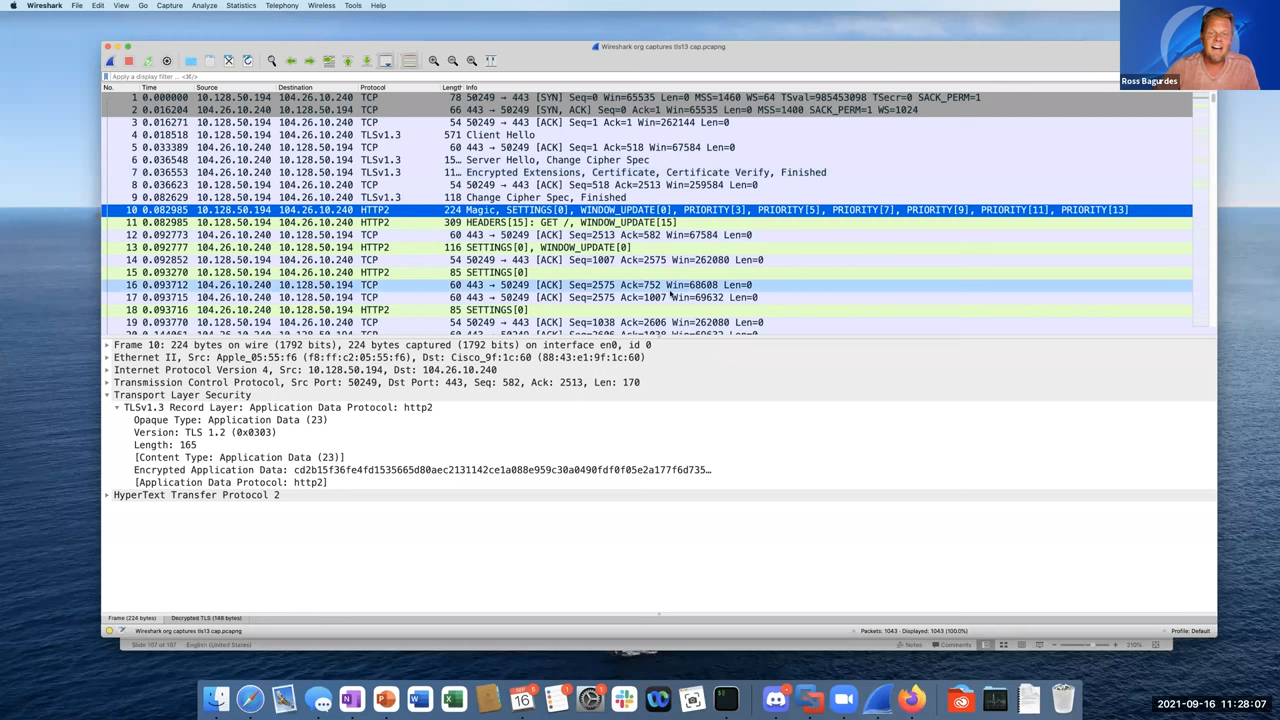 Wireshark File Edit View Go Capture Analyze Statistics Telephony Wireless Tools Help
Ross Bagurdes
Wireshark org captures tls13 cap.pcapng
Apply a display filter ... <⌘/>
No. Time Source Destination Protocol Length Info
1 0.000000 10.128.50.194 104.26.10.240 TCP 78 50249 → 443 [SYN] Seq=0 Win=65535 Len=0 MSS=1460 WS=64 TSval=985453098 TSecr=0 SACK_PERM=1
2 0.016204 104.26.10.240 10.128.50.194 TCP 66 443 → 50249 [SYN, ACK] Seq=0 Ack=1 Win=65535 Len=0 MSS=1400 SACK_PERM=1 WS=1024
3 0.016271 10.128.50.194 104.26.10.240 TCP 54 50249 → 443 [ACK] Seq=1 Ack=1 Win=262144 Len=0
4 0.018518 10.128.50.194 104.26.10.240 TLSv1.3 571 Client Hello
5 0.033389 104.26.10.240 10.128.50.194 TCP 60 443 → 50249 [ACK] Seq=1 Ack=518 Win=67584 Len=0
6 0.036548 104.26.10.240 10.128.50.194 TLSv1.3 15… Server Hello, Change Cipher Spec
7 0.036553 104.26.10.240 10.128.50.194 TLSv1.3 11… Encrypted Extensions, Certificate, Certificate Verify, Finished
8 0.036623 10.128.50.194 104.26.10.240 TCP 54 50249 → 443 [ACK] Seq=518 Ack=2513 Win=259584 Len=0
9 0.082629 10.128.50.194 104.26.10.240 TLSv1.3 118 Change Cipher Spec, Finished
10 0.082985 10.128.50.194 104.26.10.240 HTTP2 224 Magic, SETTINGS[0], WINDOW_UPDATE[0], PRIORITY[3], PRIORITY[5], PRIORITY[7], PRIORITY[9], PRIORITY[11], PRIORITY[13]
11 0.082985 10.128.50.194 104.26.10.240 HTTP2 309 HEADERS[15]: GET /, WINDOW_UPDATE[15]
12 0.092773 104.26.10.240 10.128.50.194 TCP 60 443 → 50249 [ACK] Seq=2513 Ack=582 Win=67584 Len=0
13 0.092777 104.26.10.240 10.128.50.194 HTTP2 116 SETTINGS[0], WINDOW_UPDATE[0]
14 0.092852 10.128.50.194 104.26.10.240 TCP 54 50249 → 443 [ACK] Seq=1007 Ack=2575 Win=262080 Len=0
15 0.093270 10.128.50.194 104.26.10.240 HTTP2 85 SETTINGS[0]
16 0.093712 104.26.10.240 10.128.50.194 TCP 60 443 → 50249 [ACK] Seq=2575 Ack=752 Win=68608 Len=0
17 0.093715 104.26.10.240 10.128.50.194 TCP 60 443 → 50249 [ACK] Seq=2575 Ack=1007 Win=69632 Len=0
18 0.093716 104.26.10.240 10.128.50.194 HTTP2 85 SETTINGS[0]
19 0.093770 10.128.50.194 104.26.10.240 TCP 54 50249 → 443 [ACK] Seq=1038 Ack=2606 Win=262080 Len=0
Frame 10: 224 bytes on wire (1792 bits), 224 bytes captured (1792 bits) on interface en0, id 0
Ethernet II, Src: Apple_05:55:f6 (f8:ff:c2:05:55:f6), Dst: Cisco_9f:1c:60 (88:43:e1:9f:1c:60)
Internet Protocol Version 4, Src: 10.128.50.194, Dst: 104.26.10.240
Transmission Control Protocol, Src Port: 50249, Dst Port: 443, Seq: 582, Ack: 2513, Len: 170
Transport Layer Security
TLSv1.3 Record Layer: Application Data Protocol: http2
Opaque Type: Application Data (23)
Version: TLS 1.2 (0x0303)
Length: 165
[Content Type: Application Data (23)]
Encrypted Application Data: cd2b15f36fe4fd1535665d80aec2131142ce1a088e959c30a0490fdf0f05e2a177f6d735…
[Application Data Protocol: http2]
HyperText Transfer Protocol 2
Frame (224 bytes) Decrypted TLS (148 bytes)
Wireshark org captures tls13 cap.pcapng Packets: 1043 · Displayed: 1043 (100.0%) Profile: Default
Slide 107 of 107 English (United States) Notes Comments 210%
SEP
16
2021-09-16 11:28:07